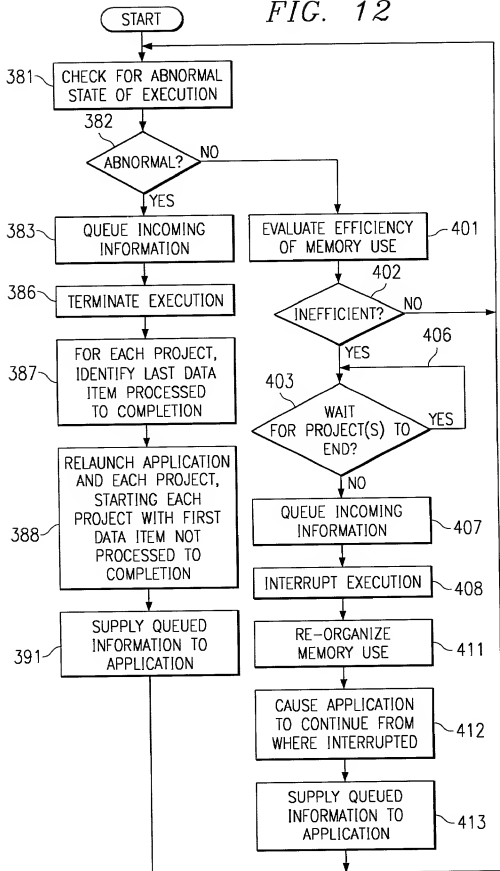 FIG. 12
START
381
CHECK FOR ABNORMAL
STATE OF EXECUTION
382
ABNORMAL?
NO
YES
383
QUEUE INCOMING
INFORMATION
386
TERMINATE EXECUTION
387
FOR EACH PROJECT,
IDENTIFY LAST DATA
ITEM PROCESSED
TO COMPLETION
388
RELAUNCH APPLICATION
AND EACH PROJECT,
STARTING EACH
PROJECT WITH FIRST
DATA ITEM NOT
PROCESSED TO
COMPLETION
391
SUPPLY QUEUED
INFORMATION TO
APPLICATION
EVALUATE EFFICIENCY
OF MEMORY USE
401
402
INEFFICIENT?
NO
YES
406
403
WAIT
FOR PROJECT(S) TO
END?
YES
NO
QUEUE INCOMING
INFORMATION
407
INTERRUPT EXECUTION
408
RE-ORGANIZE
MEMORY USE
411
CAUSE APPLICATION
TO CONTINUE FROM
WHERE INTERRUPTED
412
SUPPLY QUEUED
INFORMATION TO
APPLICATION
413